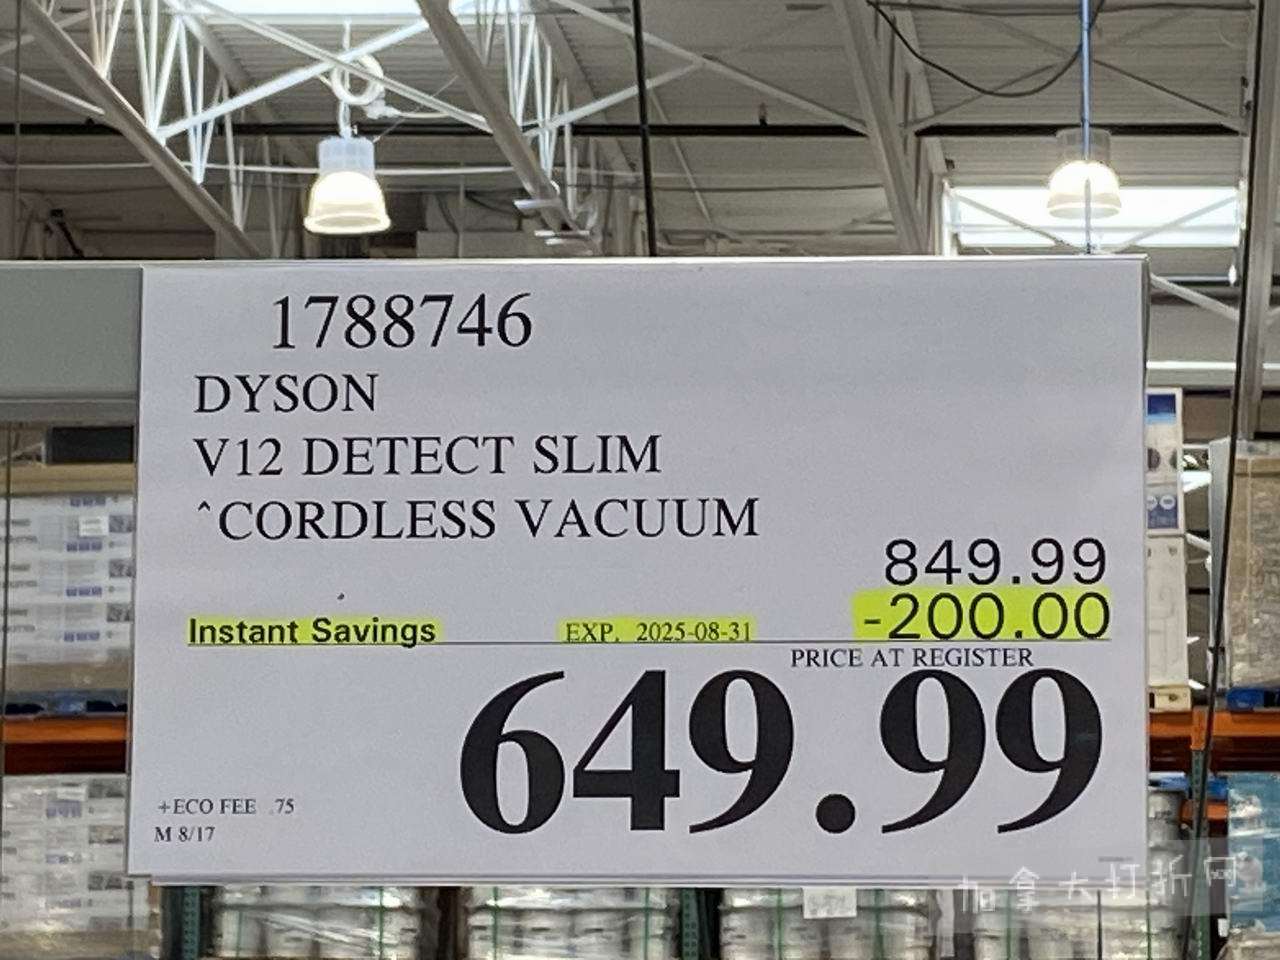 1788746
DYSON
V12 DETECT SLIM
^CORDLESS VACUUM
849.99
Instant Savings EXP. 2025-08-31 -200.00
PRICE AT REGISTER
649.99
+ECO FEE .75
M 8/17
加拿大打折网